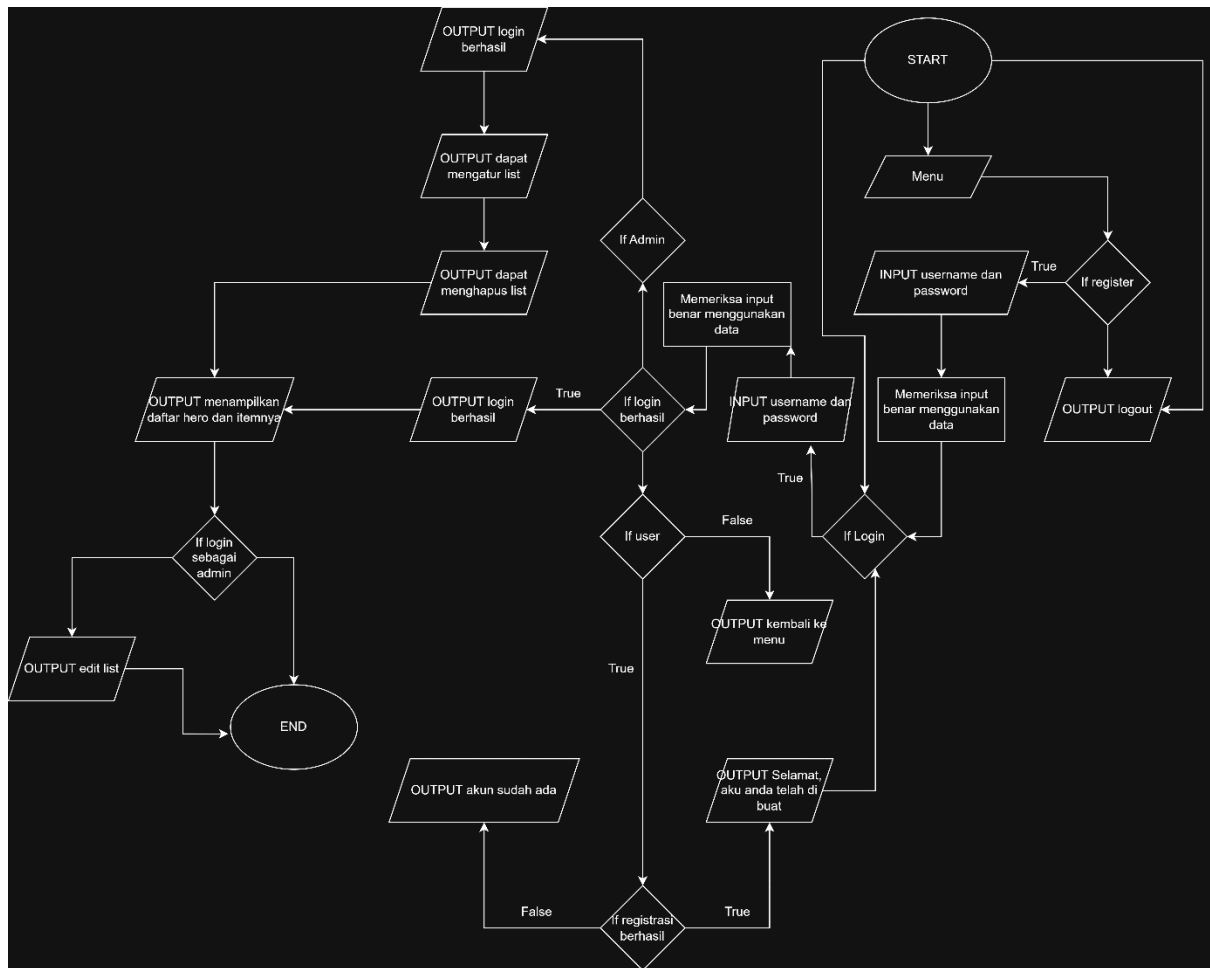 OUTPUT login
berhasil
START
OUTPUT dapat
mengatur list
Menu
If Admin
OUTPUT dapat
menghapus list
INPUT username dan
password
True
If register
Memeriksa input
benar menggunakan
data
OUTPUT menampilkan
daftar hero dan itemnya
OUTPUT login
berhasil
True
If login
berhasil
INPUT username dan
password
Memeriksa input
benar menggunakan
data
OUTPUT logout
True
If login
sebagai
admin
If user
False
If Login
OUTPUT kembali ke
menu
OUTPUT edit list
True
END
OUTPUT akun sudah ada
OUTPUT Selamat,
aku anda telah di
buat
False
If registrasi
berhasil
True